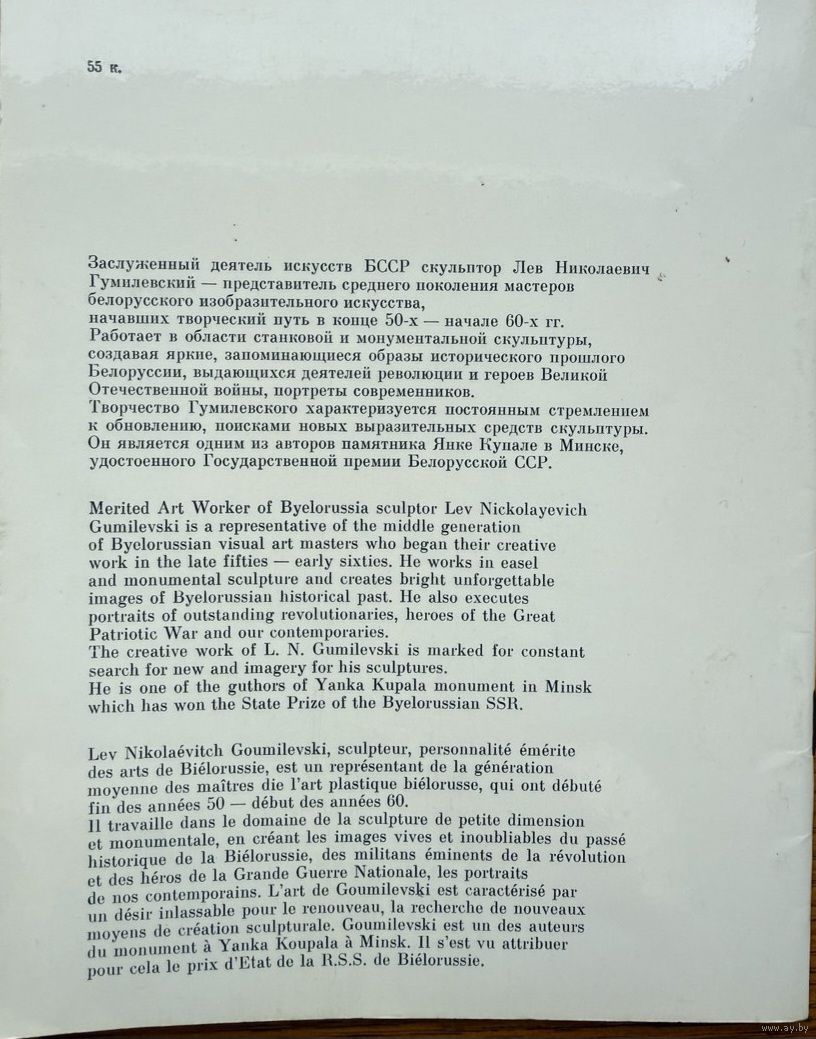 55 к.
Заслуженный деятель искусств БССР скульптор Лев Николаевич
Гумилевский — представитель среднего поколения мастеров
белорусского изобразительного искусства,
начавших творческий путь в конце 50-х — начале 60-х гг.
Работает в области станковой и монументальной скульптуры,
создавая яркие, запоминающиеся образы исторического прошлого
Белоруссии, выдающихся деятелей революции и героев Великой
Отечественной войны, портреты современников.
Творчество Гумилевского характеризуется постоянным стремлением
к обновлению, поисками новых выразительных средств скульптуры.
Он является одним из авторов памятника Янке Купале в Минске,
удостоенного Государственной премии Белорусской ССР.
Merited Art Worker of Byelorussia sculptor Lev Nickolayevich
Gumilevski is a representative of the middle generation
of Byelorussian visual art masters who began their creative
work in the late fifties — early sixties. He works in easel
and monumental sculpture and creates bright unforgettable
images of Byelorussian historical past. He also executes
portraits of outstanding revolutionaries, heroes of the Great
Patriotic War and our contemporaries.
The creative work of L. N. Gumilevski is marked for constant
search for new and imagery for his sculptures.
He is one of the guthors of Yanka Kupala monument in Minsk
which has won the State Prize of the Byelorussian SSR.
Lev Nikolaévitch Goumilevski, sculpteur, personnalité émérite
des arts de Biélorussie, est un représentant de la génération
moyenne des maîtres die l'art plastique biélorusse, qui ont débuté
fin des années 50 — début des années 60.
Il travaille dans le domaine de la sculpture de petite dimension
et monumentale, en créant les images vives et inoubliables du passé
historique de la Biélorussie, des militans éminents de la révolution
et des héros de la Grande Guerre Nationale, les portraits
de nos contemporains. L'art de Goumilevski est caractérisé par
un désir inlassable pour le renouveau, la recherche de nouveaux
moyens de création sculpturale. Goumilevski est un des auteurs
du monument à Yanka Koupala à Minsk. Il s'est vu attribuer
pour cela le prix d'Etat de la R.S.S. de Biélorussie.
www.ay.by